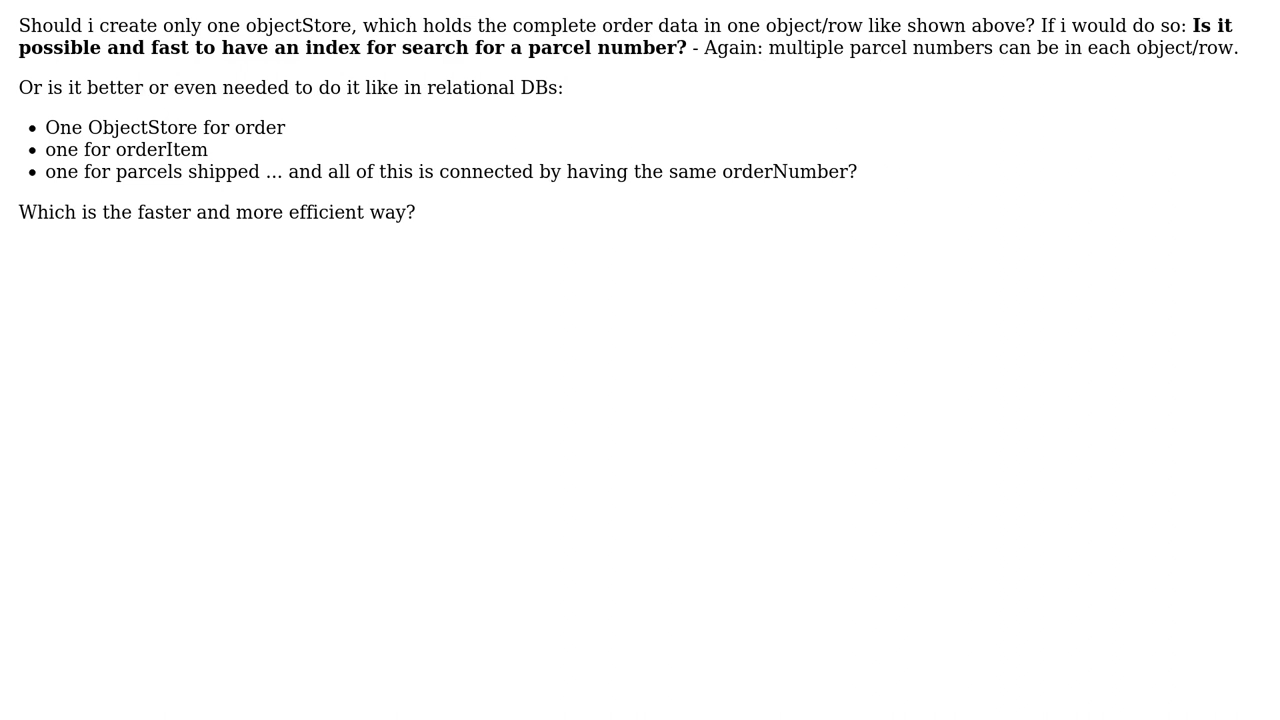 Should i create only one objectStore, which holds the complete order data in one object/row like shown above? If i would do so: Is it
possible and fast to have an index for search for a parcel number? - Again: multiple parcel numbers can be in each object/row.
Or is it better or even needed to do it like in relational DBs:
• One ObjectStore for order
• one for orderItem
• one for parcels shipped ... and all of this is connected by having the same orderNumber?
Which is the faster and more efficient way?